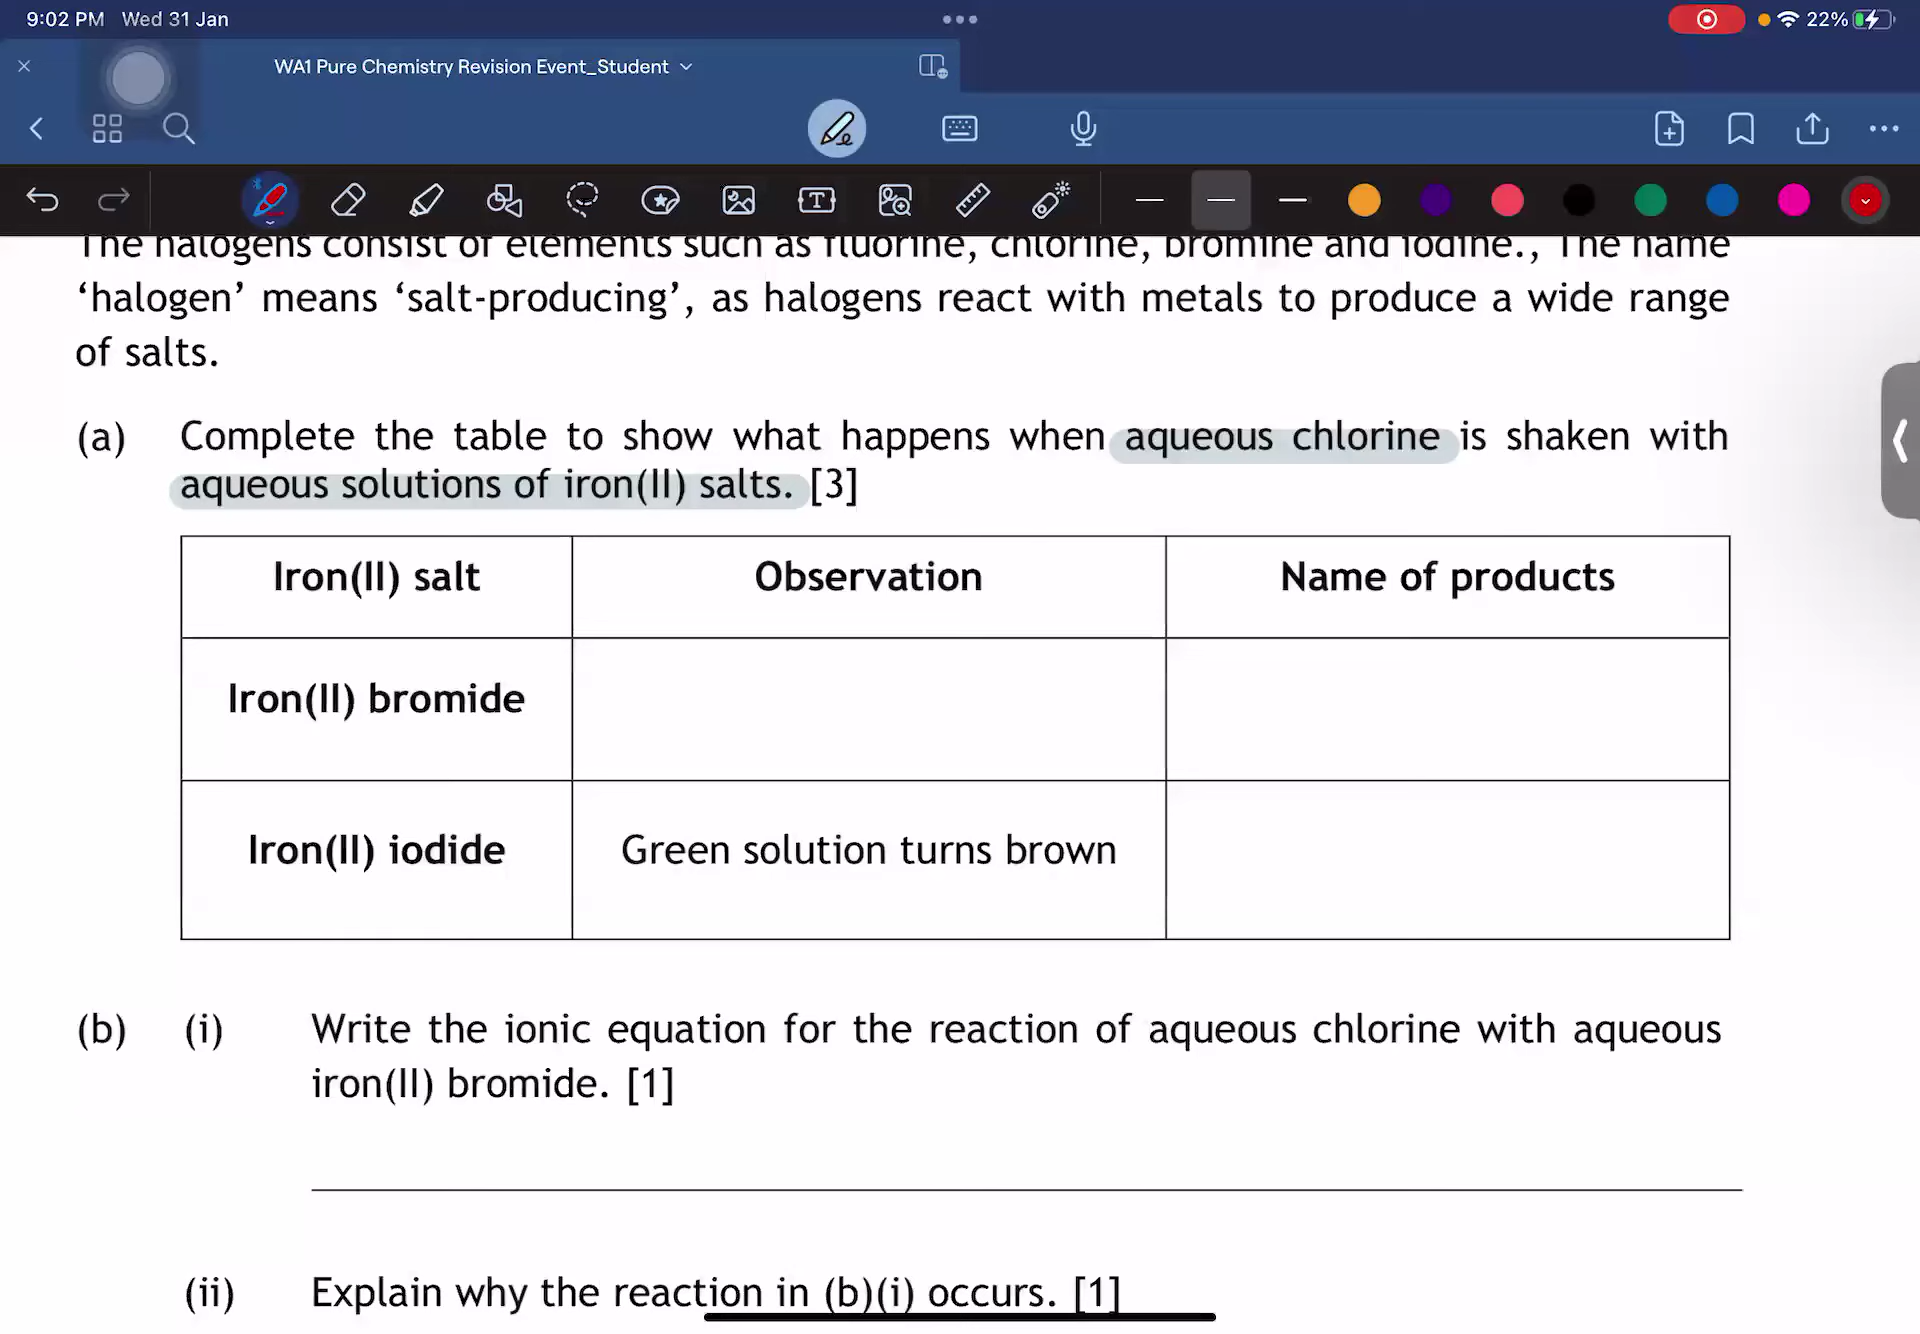 9:02 PM Wed 31 Jan
22%
WA1 Pure Chemistry Revision Event_Student
The halogens consist of elements such as fluorine, chlorine, bromine and iodine., The name
‘halogen’ means ‘salt-producing’, as halogens react with metals to produce a wide range
of salts.
(a) Complete the table to show what happens when aqueous chlorine is shaken with
aqueous solutions of iron(II) salts. [3]
Iron(II) salt Observation Name of products
Iron(II) bromide
Iron(II) iodide Green solution turns brown
(b) (i) Write the ionic equation for the reaction of aqueous chlorine with aqueous
iron(II) bromide. [1]
(ii) Explain why the reaction in (b)(i) occurs. [1]